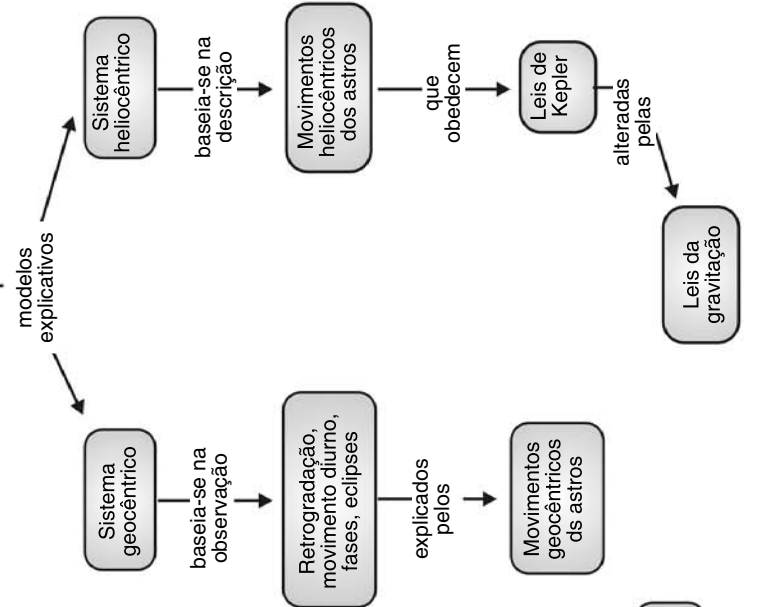 modelos
explicativos
Sistema
geocêntrico
baseia-se na
observação
Retrogradação,
movimento diurno,
fases, eclipses
explicados
pelos
Movimentos
geocêntricos
ds astros
Sistema
heliocêntrico
baseia-se na
descrição
Movimentos
heliocêntricos
dos astros
que
obedecem
Leis de
Kepler
alteradas
pelas
Leis da
gravitação